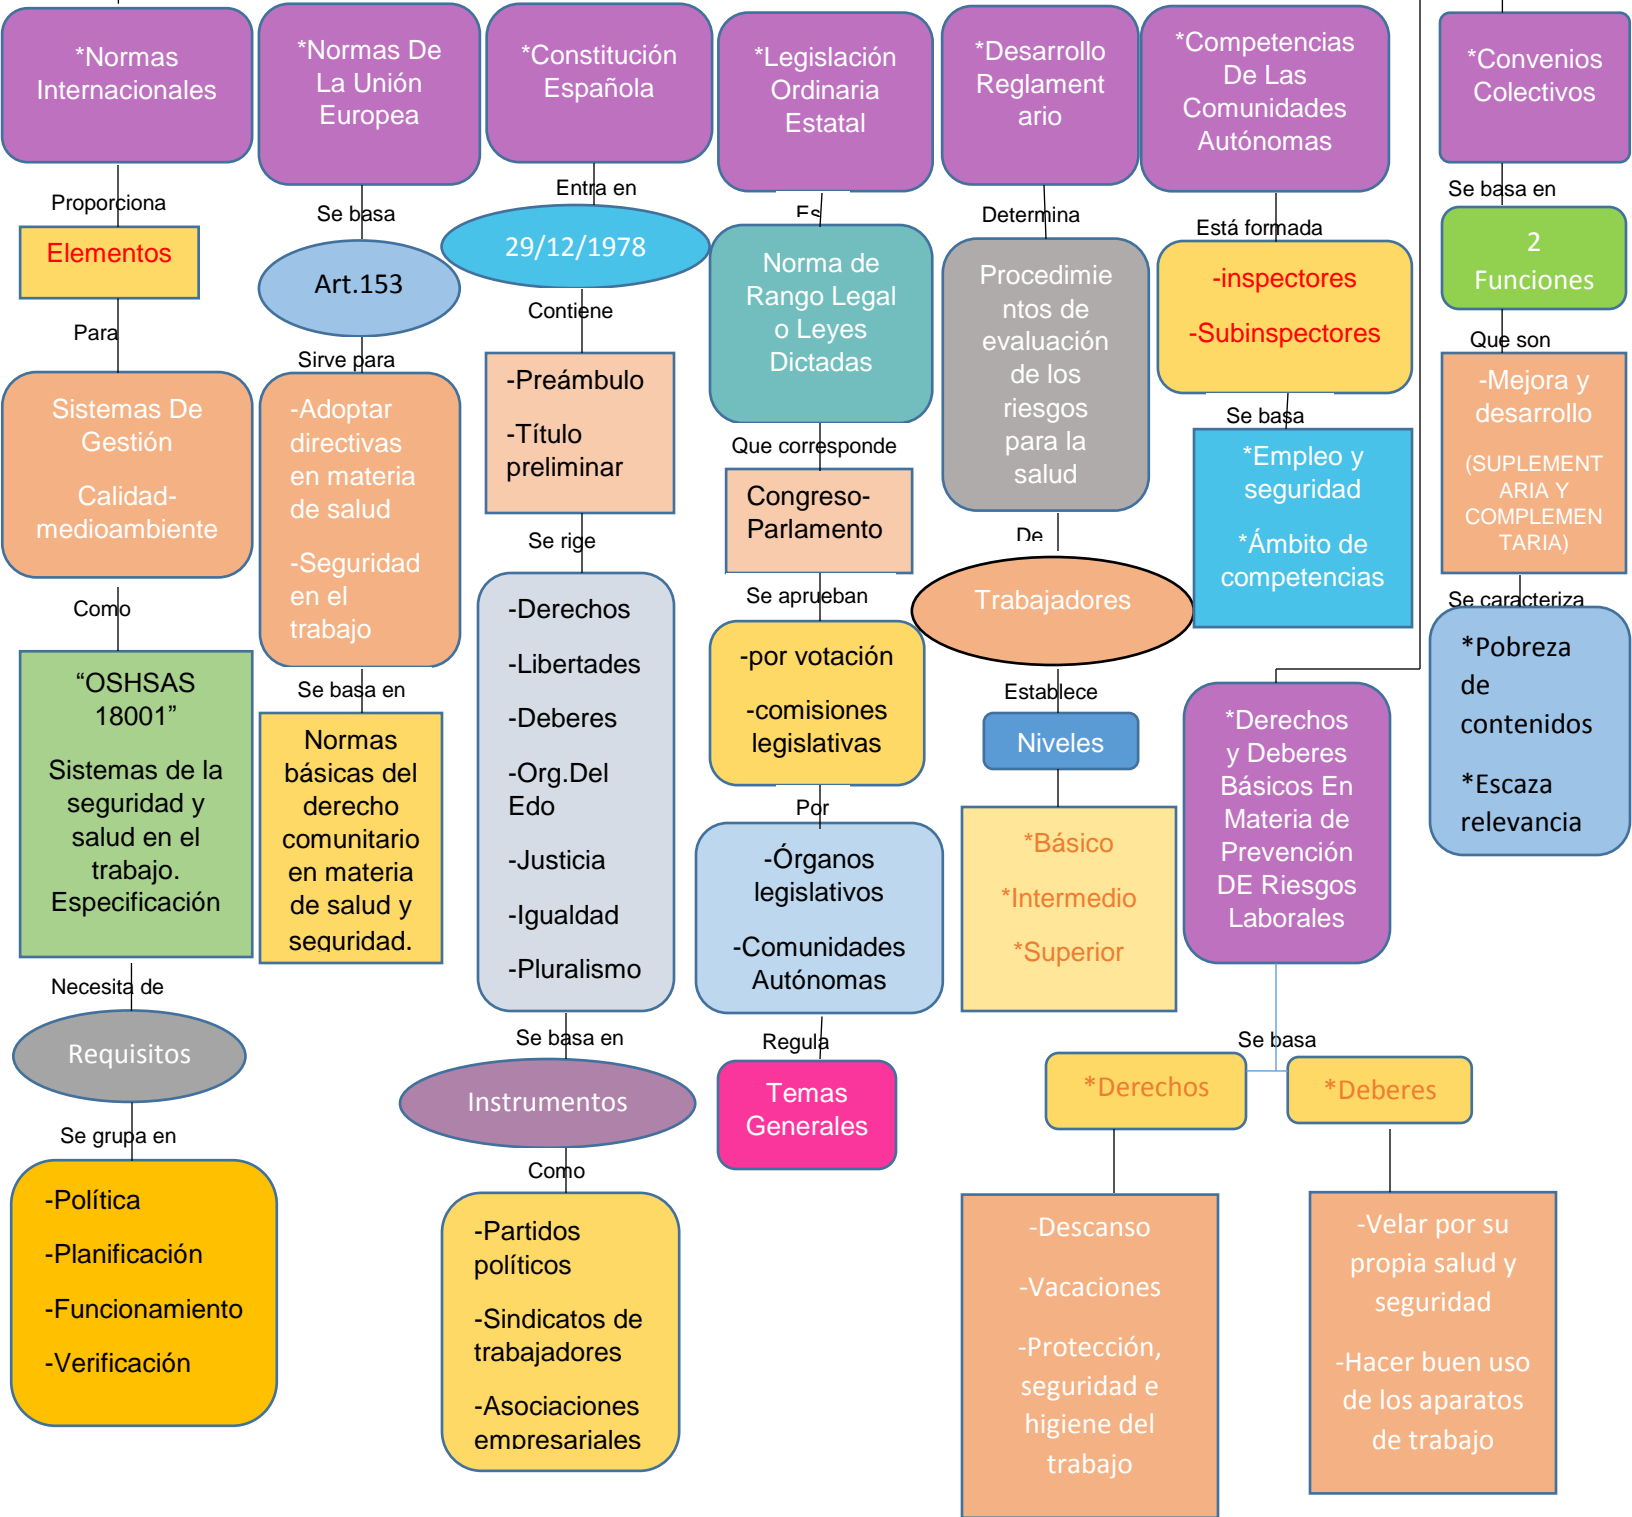 *Normas
Internacionales
Proporciona
Elementos
Para
Sistemas De
Gestión
Calidad-
medioambiente
Como
“OSHSAS
18001”
Sistemas de la
seguridad y
salud en el
trabajo.
Especificación
Necesita de
Requisitos
Se grupa en
-Política
-Planificación
-Funcionamiento
-Verificación
*Normas De
La Unión
Europea
Se basa
Art.153
Sirve para
-Adoptar
directivas
en materia
de salud
-Seguridad
en el
trabajo
Se basa en
Normas
básicas del
derecho
comunitario
en materia
de salud y
seguridad.
*Constitución
Española
Entra en
29/12/1978
Contiene
-Preámbulo
-Título
preliminar
Se rige
-Derechos
-Libertades
-Deberes
-Org.Del
Edo
-Justicia
-Igualdad
-Pluralismo
Se basa en
Instrumentos
Como
-Partidos
políticos
-Sindicatos de
trabajadores
-Asociaciones
empresariales
*Legislación
Ordinaria
Estatal
Es
Norma de
Rango Legal
o Leyes
Dictadas
Que corresponde
Congreso-
Parlamento
Se aprueban
-por votación
-comisiones
legislativas
Por
-Órganos
legislativos
-Comunidades
Autónomas
Regula
Temas
Generales
*Desarrollo
Reglament
ario
Determina
Procedimie
ntos de
evaluación
de los
riesgos
para la
salud
De
Trabajadores
Establece
Niveles
*Básico
*Intermedio
*Superior
*Competencias
De Las
Comunidades
Autónomas
Está formada
-inspectores
-Subinspectores
Se basa
*Empleo y
seguridad
*Ámbito de
competencias
*Derechos
y Deberes
Básicos En
Materia de
Prevención
DE Riesgos
Laborales
Se basa
*Derechos
-Descanso
-Vacaciones
-Protección,
seguridad e
higiene del
trabajo
*Deberes
-Velar por su
propia salud y
seguridad
-Hacer buen uso
de los aparatos
de trabajo
*Convenios
Colectivos
Se basa en
2
Funciones
Que son
-Mejora y
desarrollo
(SUPLEMENT
ARIA Y
COMPLEMEN
TARIA)
Se caracteriza
*Pobreza
de
contenidos
*Escaza
relevancia